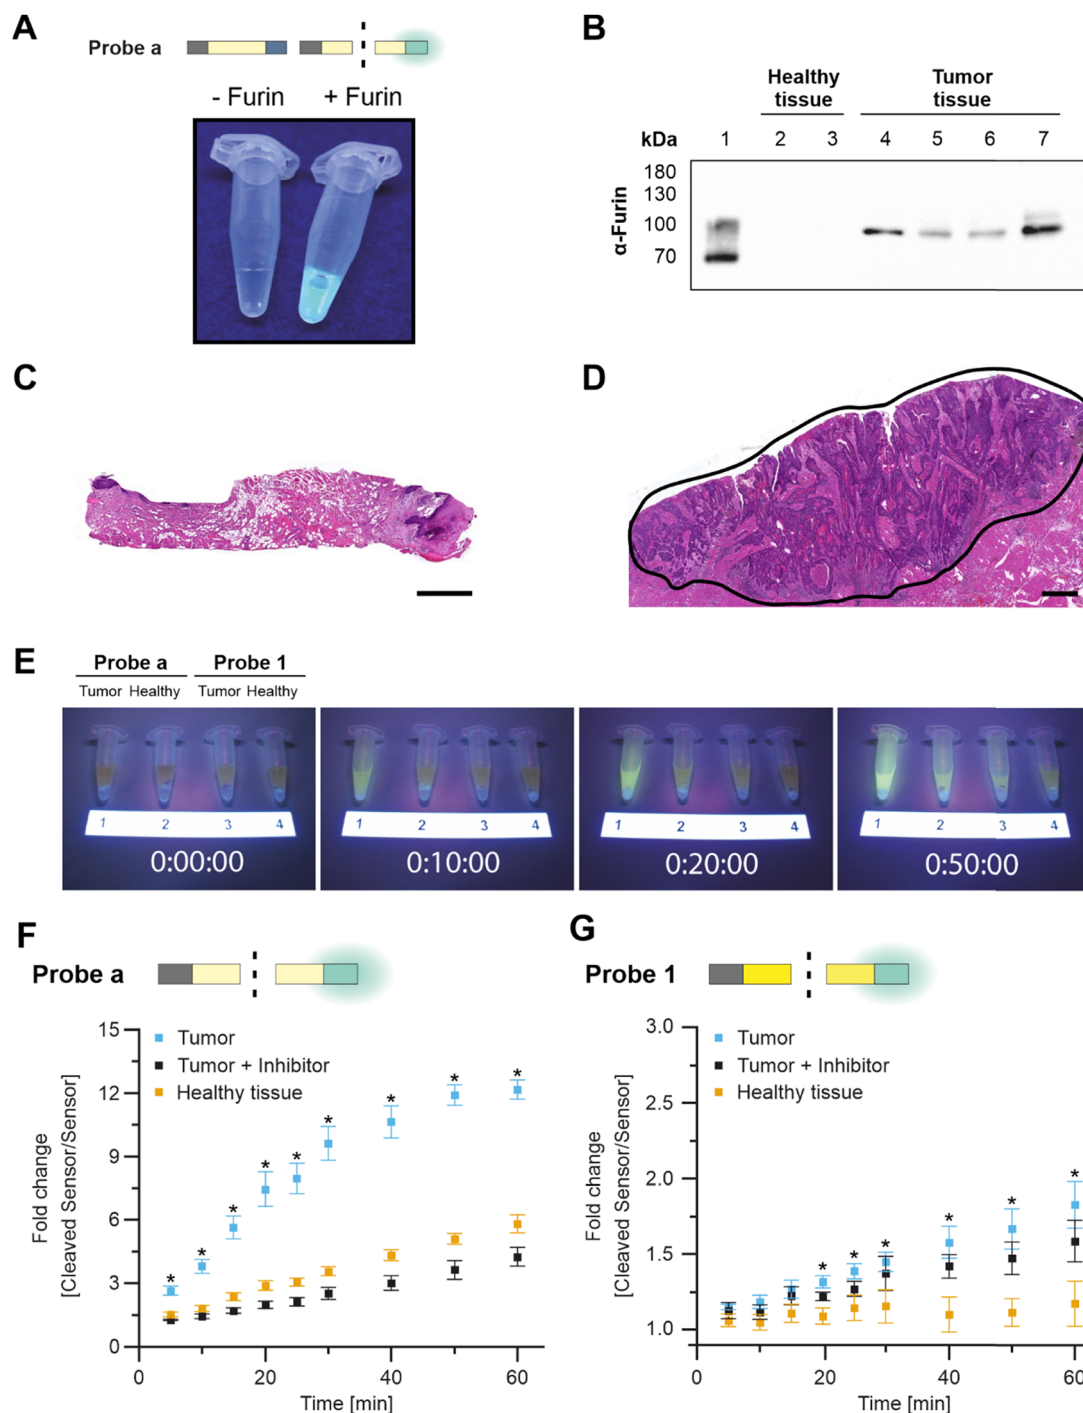 A
Probe a
- Furin + Furin
B
Healthy tissue
Tumor tissue
kDa 1 2 3 4 5 6 7
180
130
100
70
α-Furin
C
D
E
Probe a Probe 1
Tumor Healthy Tumor Healthy
1 2 3 4
0:00:00
1 2 3 4
0:10:00
1 2 3 4
0:20:00
1 2 3 4
0:50:00
F
Probe a
Tumor
Tumor + Inhibitor
Healthy tissue
* * * * * * * * *
15
12
9
6
3
0
0 20 40 60
Time [min]
Fold change
[Cleaved Sensor/Sensor]
G
Probe 1
Tumor
Tumor + Inhibitor
Healthy tissue
* * * * * *
3.0
2.5
2.0
1.5
1.0
0 20 40 60
Time [min]
Fold change
[Cleaved Sensor/Sensor]